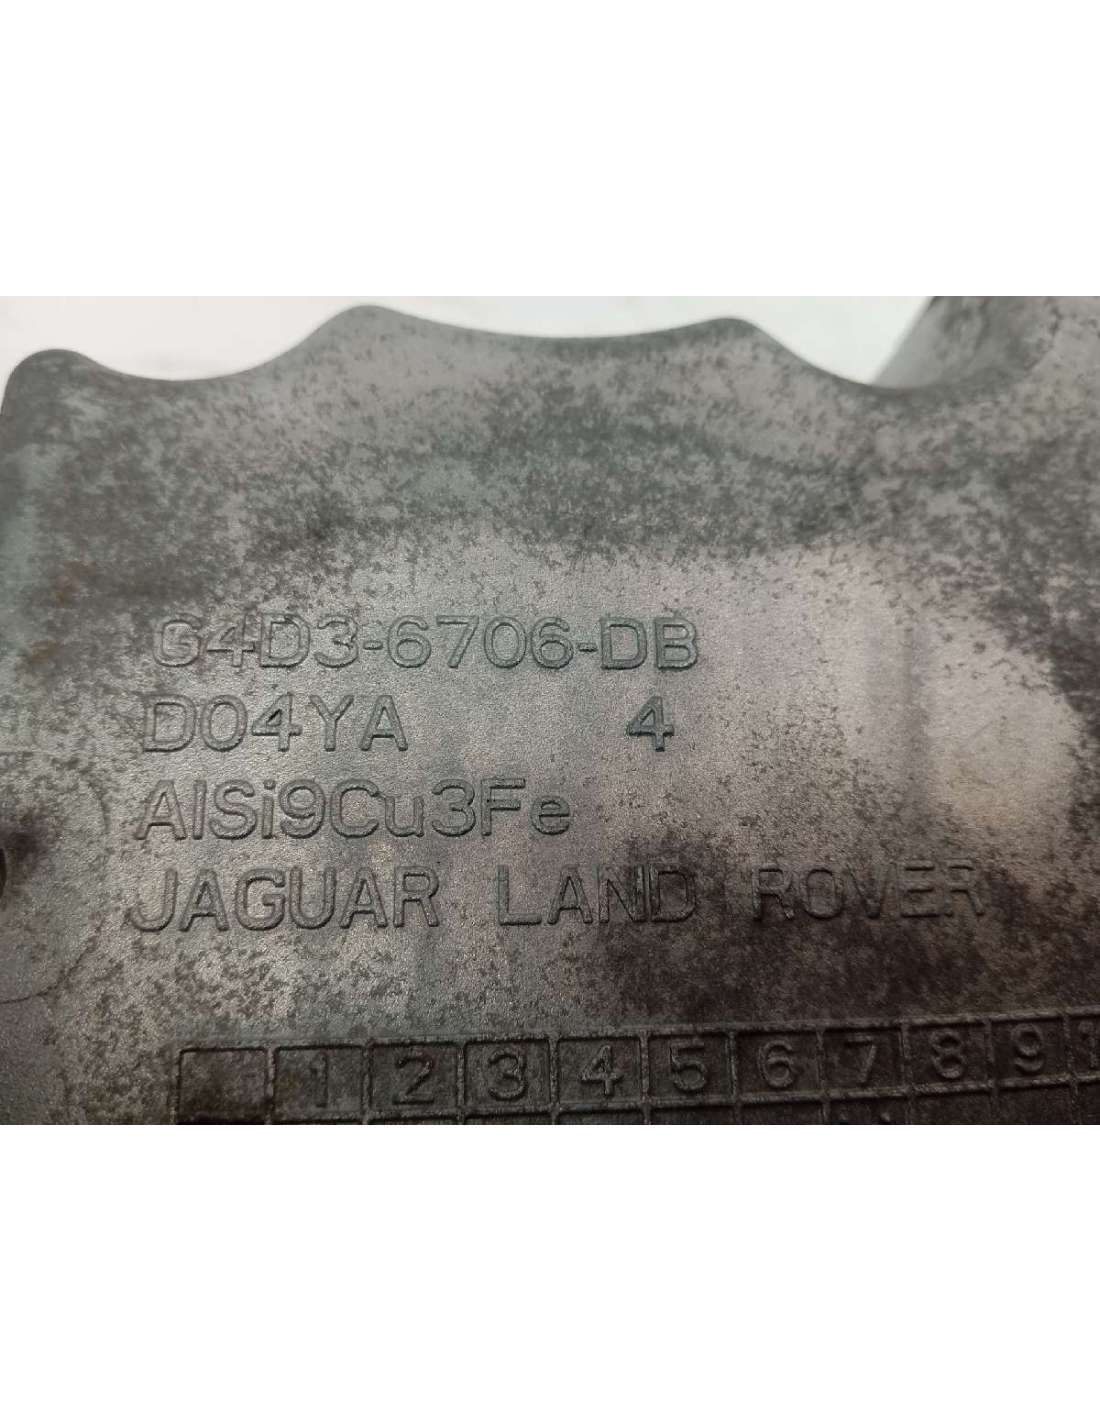 G4D3-6706-DB
D04YA 4
AlSi9Cu3Fe
JAGUAR LAND ROVER
1 2 3 4 5 6 7 8 9